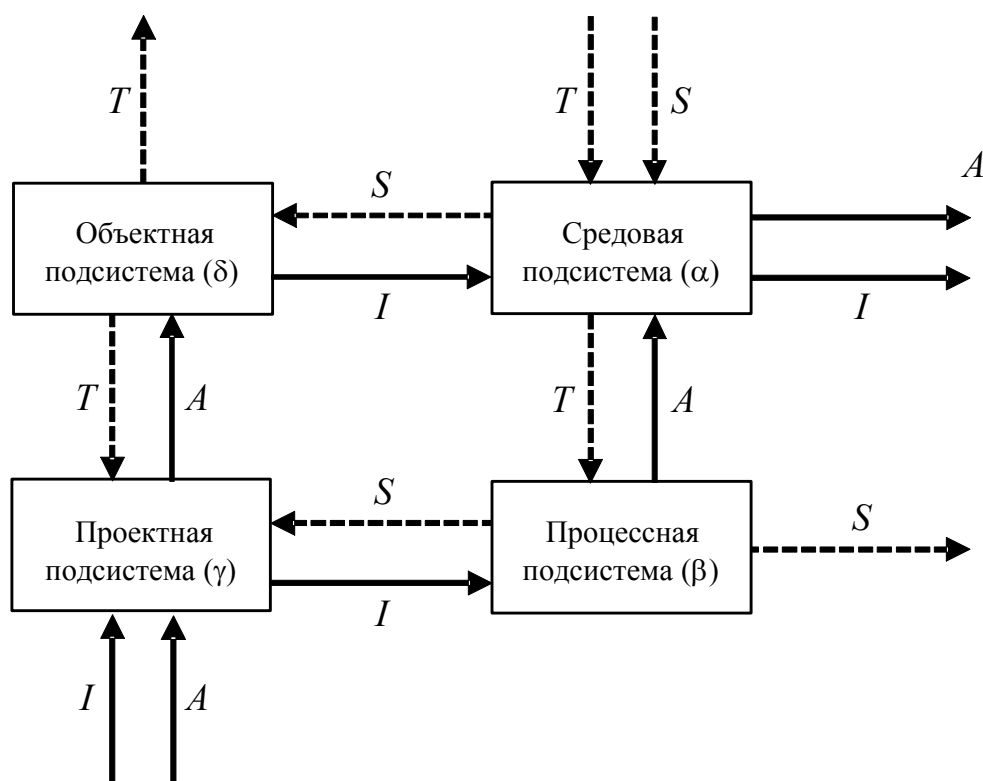 T
T
S
A
S
Объектная
подсистема (δ)
Средовая
подсистема (α)
I
I
T
A
T
A
S
S
Проектная
подсистема (γ)
Процессная
подсистема (β)
I
I
A